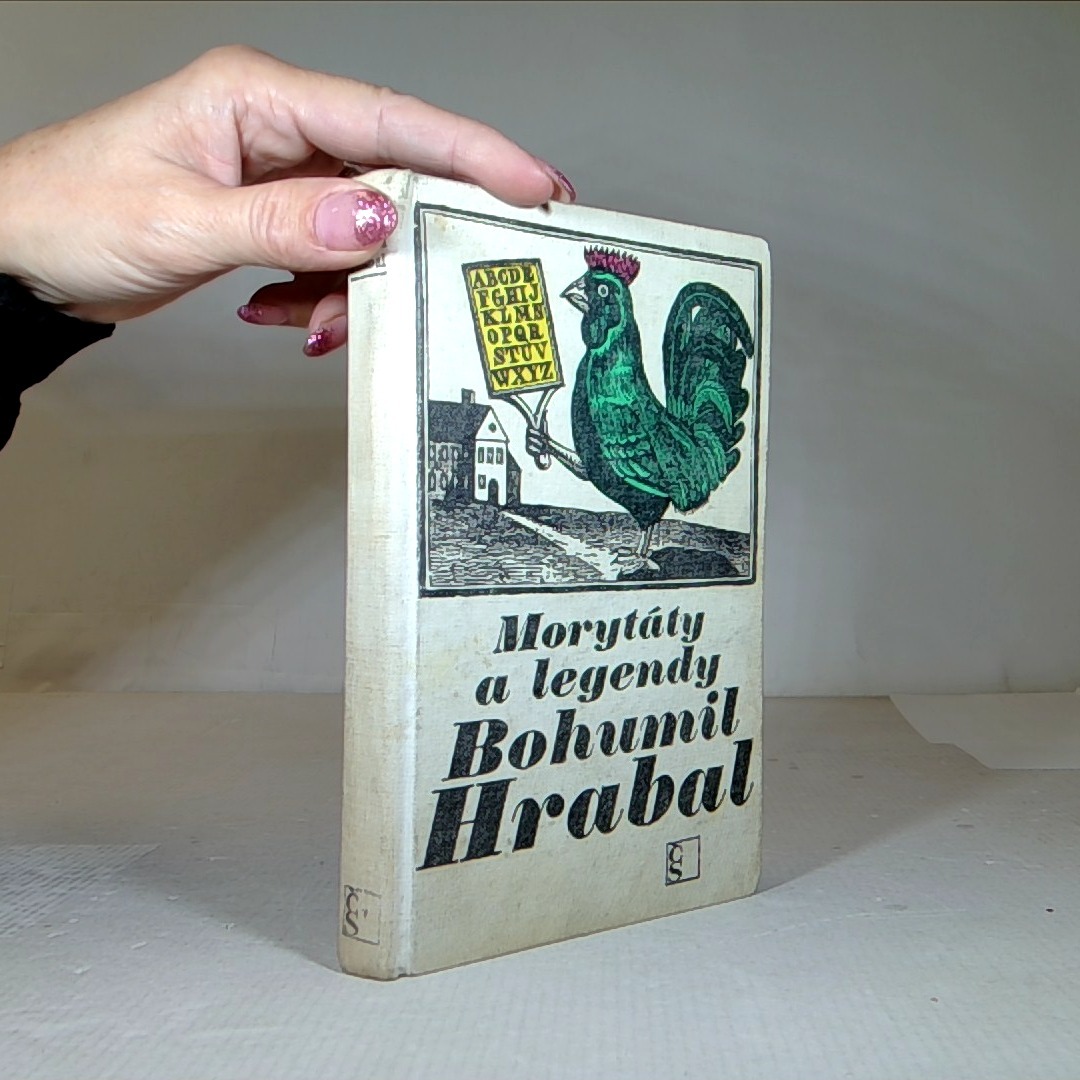 ABCDE
FGHIJ
KLMN
OPQR
STUV
WXYZ
Morytáty
a legendy
Bohumil
Hrabal
ČS
ČS